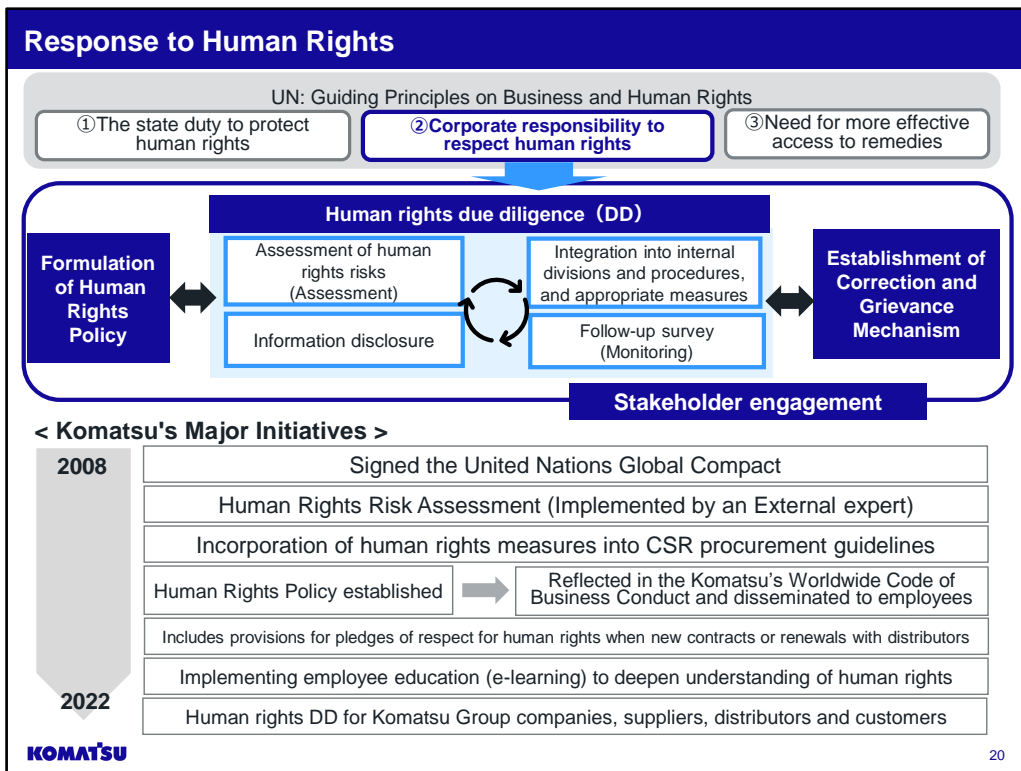 Response to Human Rights
UN: Guiding Principles on Business and Human Rights
①The state duty to protect
human rights
②Corporate responsibility to
respect human rights
③Need for more effective
access to remedies
Human rights due diligence（DD）
Formulation
of Human
Rights
Policy
Assessment of human
rights risks
(Assessment)
Integration into internal
divisions and procedures,
and appropriate measures
Information disclosure
Follow-up survey
(Monitoring)
Establishment of
Correction and
Grievance
Mechanism
Stakeholder engagement
< Komatsu's Major Initiatives >
2008
Signed the United Nations Global Compact
Human Rights Risk Assessment (Implemented by an External expert)
Incorporation of human rights measures into CSR procurement guidelines
Human Rights Policy established
Reflected in the Komatsu's Worldwide Code of
Business Conduct and disseminated to employees
Includes provisions for pledges of respect for human rights when new contracts or renewals with distributors
Implementing employee education (e-learning) to deepen understanding of human rights
2022
Human rights DD for Komatsu Group companies, suppliers, distributors and customers
KOMATSU
20